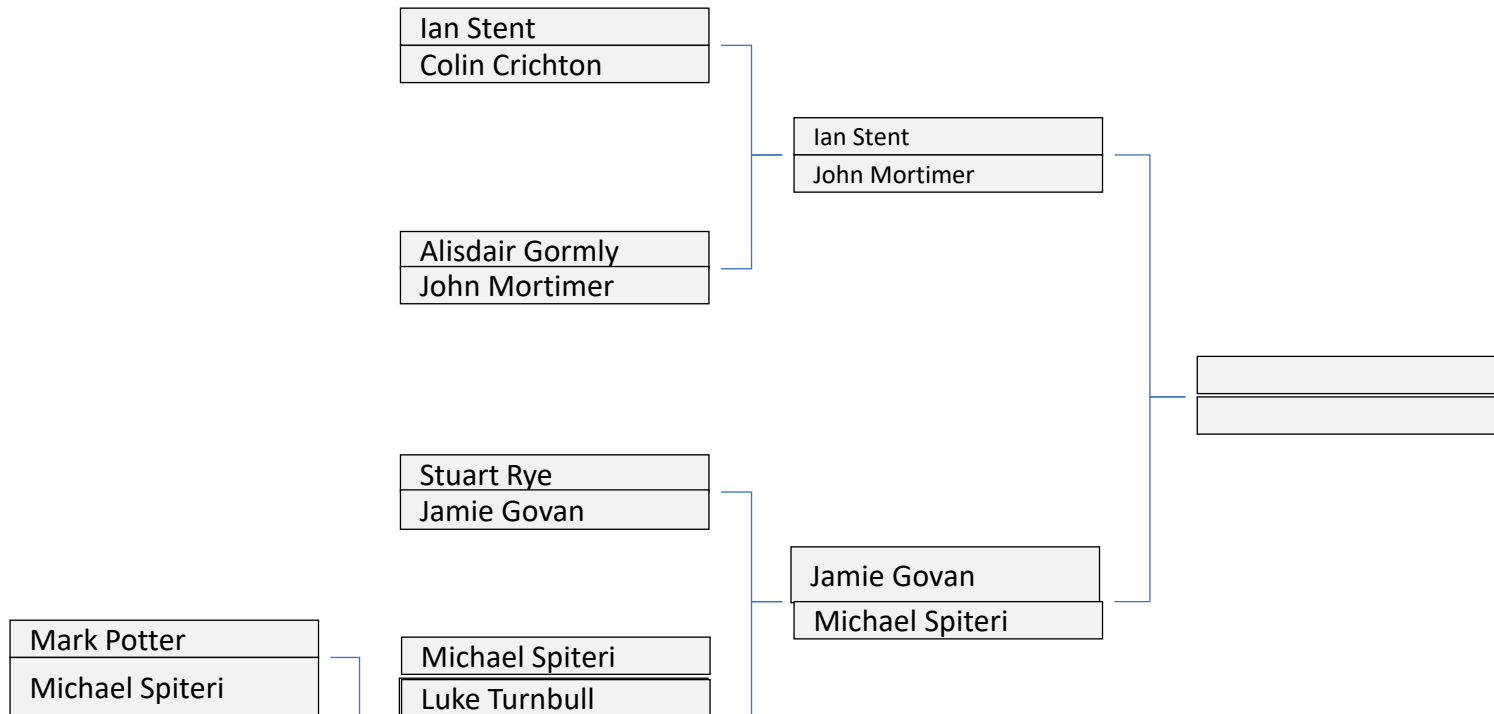 Ian Stent
Colin Crichton
Ian Stent
John Mortimer
Alisdair Gormly
John Mortimer
Stuart Rye
Jamie Govan
Jamie Govan
Michael Spiteri
Mark Potter
Michael Spiteri
Michael Spiteri
Luke Turnbull